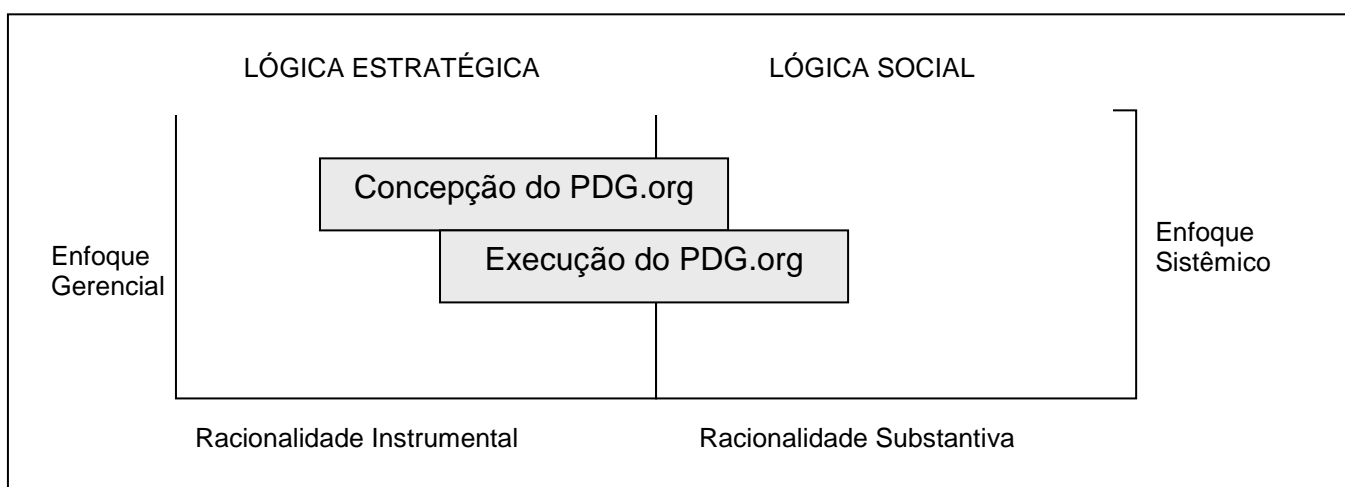 LÓGICA ESTRATÉGICA
LÓGICA SOCIAL
Concepção do PDG.org
Execução do PDG.org
Enfoque
Gerencial
Enfoque
Sistêmico
Racionalidade Instrumental
Racionalidade Substantiva